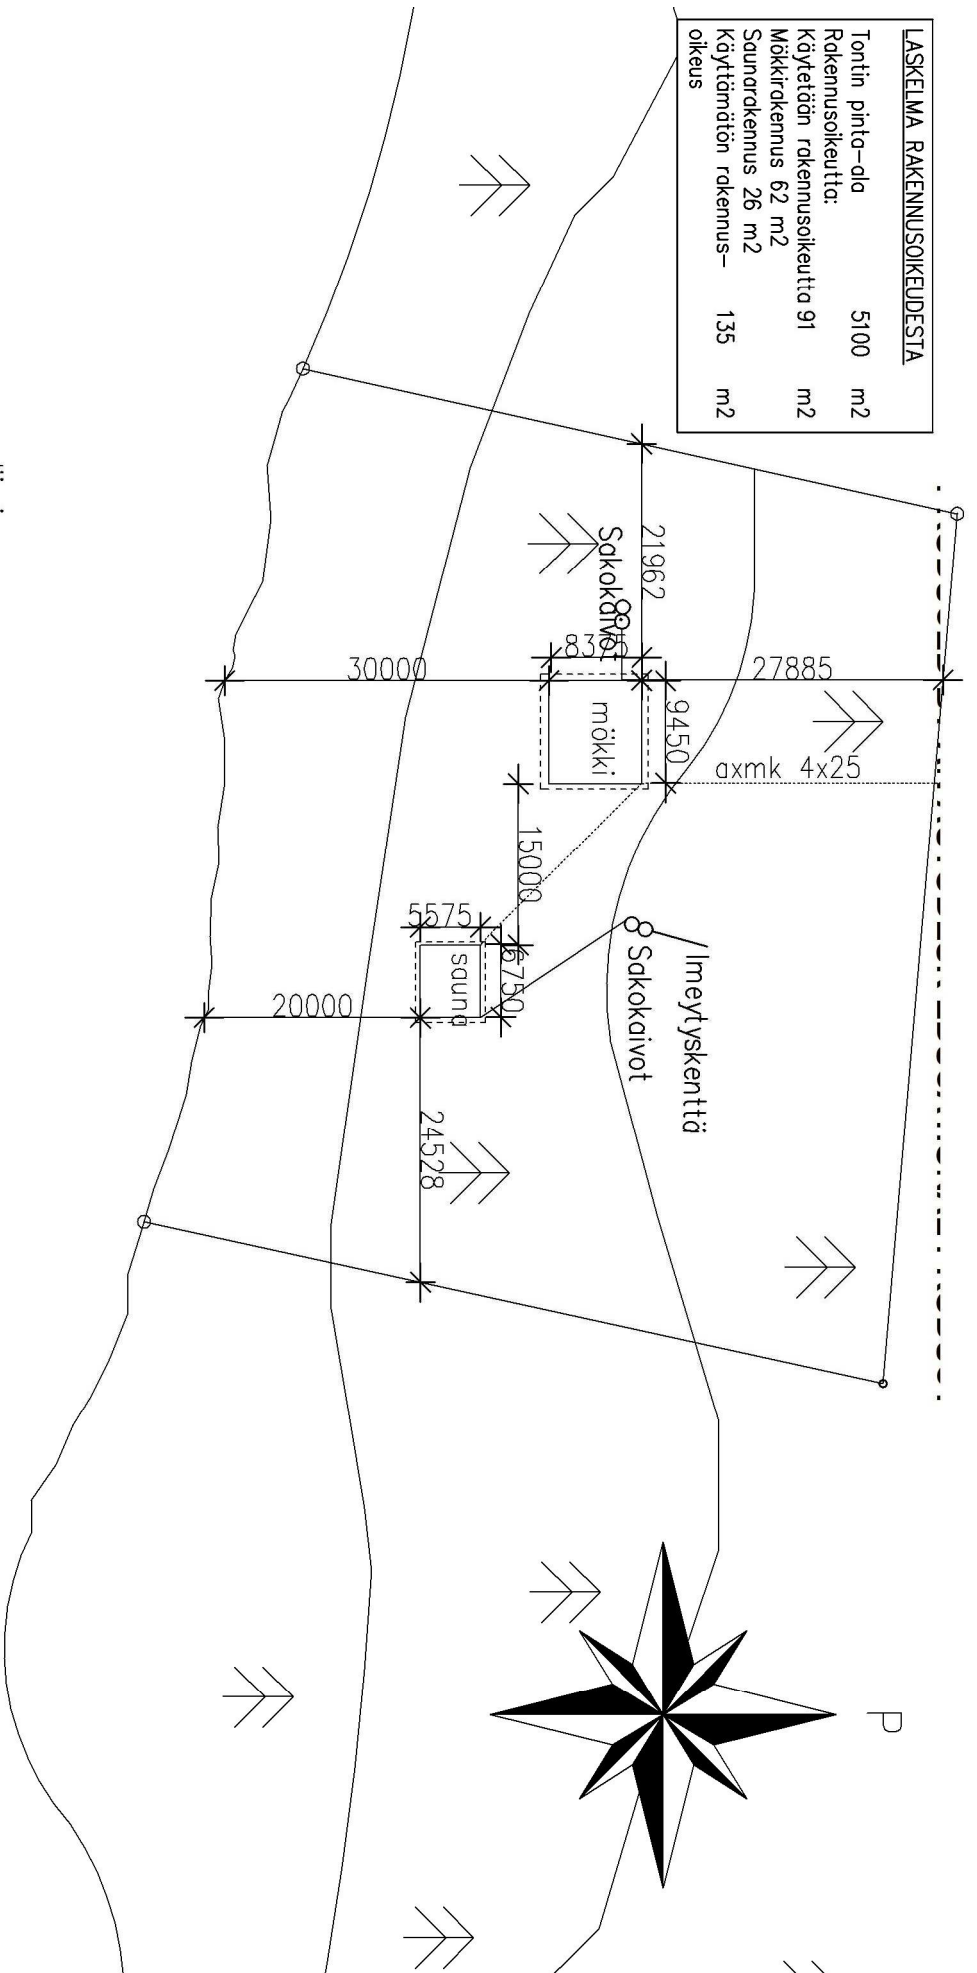 LASKELMA RAKENNUSOIKEUDESTA
Tontin pinta-ala 5100 m2
Rakennusoikeutta:
Käytetään rakennusoikeutta 91 m2
Mökkirakennus 62 m2
Saunarakennus 26 m2
Käyttämätön rakennus- 135 m2
oikeus
21962
Sakokaivot
30000
27885
9450
mökki
axmk 4x25
15000
5575
6750
sauna
20000
24528
Imeytyskenttä
Sakokaivot
P